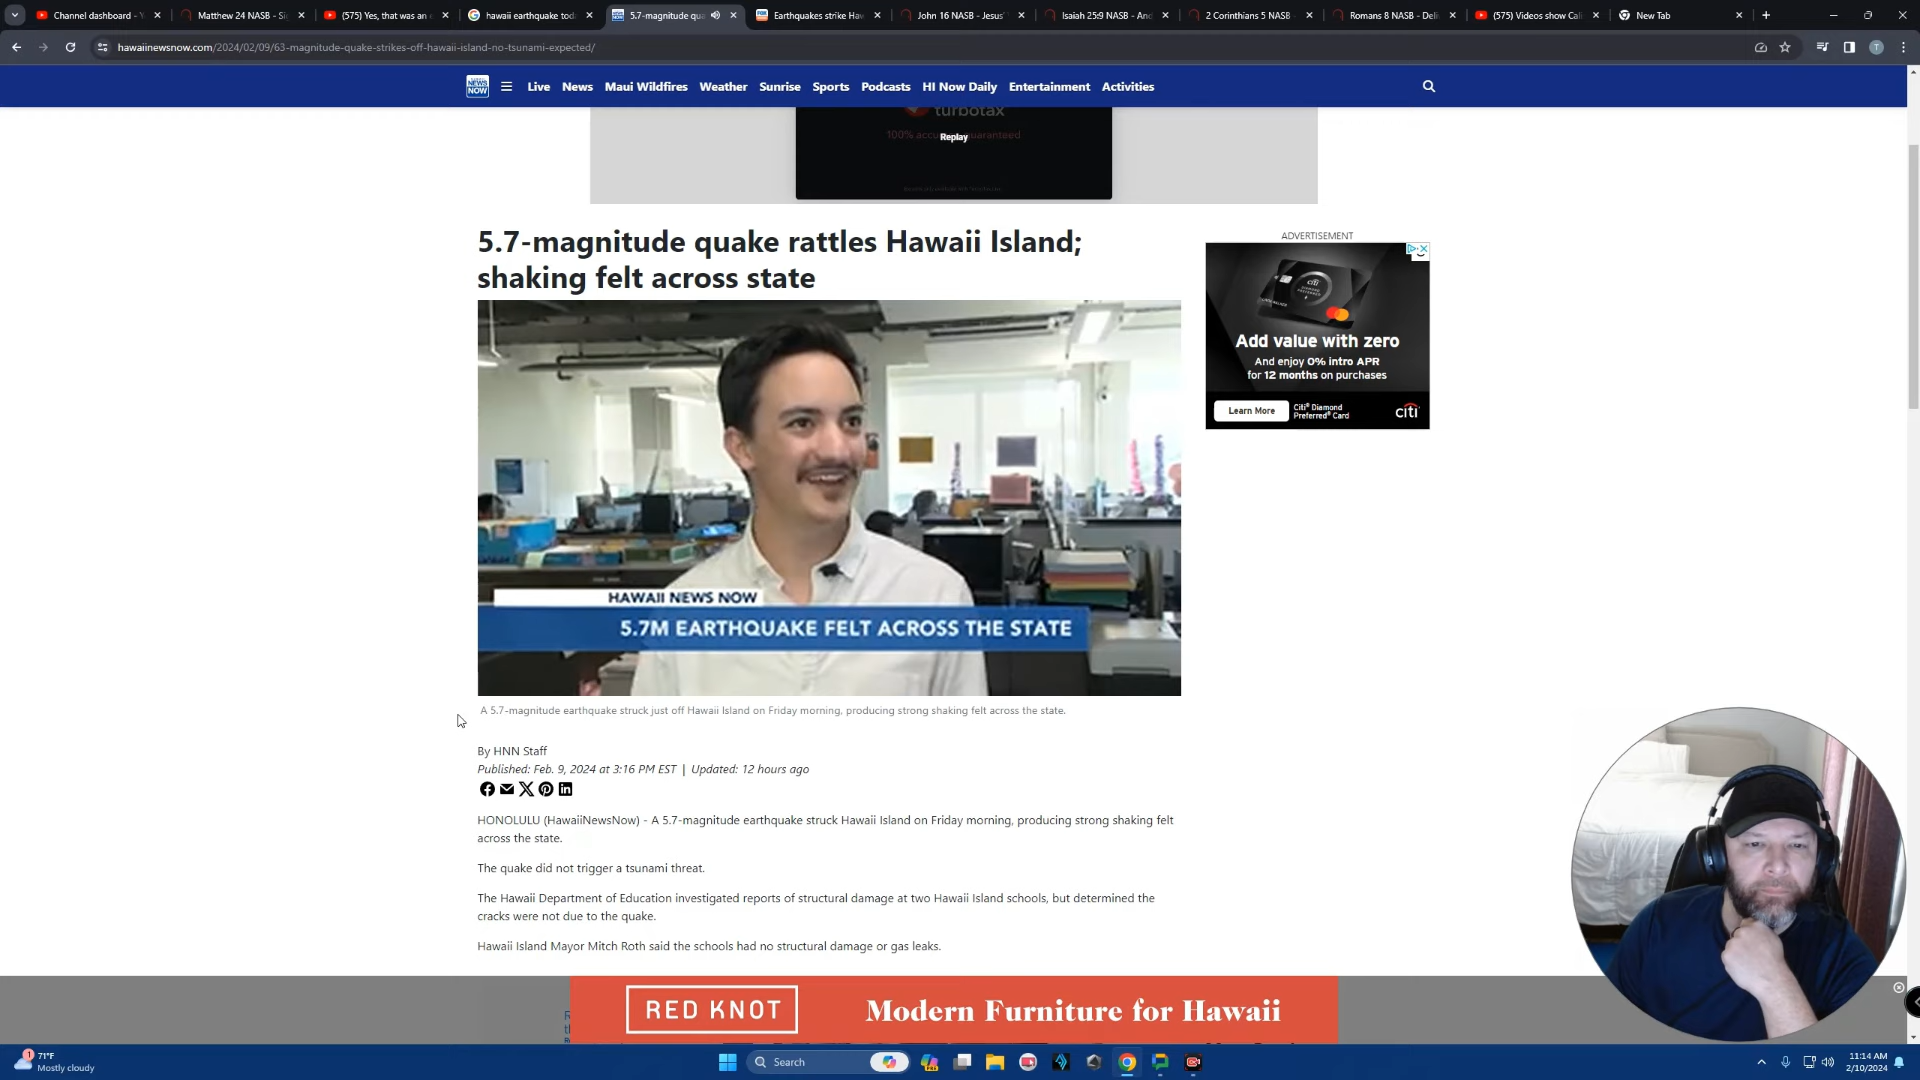 Channel dashboard - Y
Matthew 24 NASB - Si
(575) Yes, that was an
hawaii earthquake tod
5.7-magnitude qu
Earthquakes strike Haw
John 16 NASB - Jesus'
Isaiah 25:9 NASB - And
2 Corinthians 5 NASB
Romans 8 NASB - Deli
(575) Videos show Cali
New Tab
hawaiinewsnow.com/2024/02/09/63-magnitude-quake-strikes-off-hawaii-island-no-tsunami-expected/
T
NEWS NOW
Live News Maui Wildfires Weather Sunrise Sports Podcasts HI Now Daily Entertainment Activities
turbotax
Replay
5.7-magnitude quake rattles Hawaii Island;
shaking felt across state
ADVERTISEMENT
citi
Add value with zero
And enjoy 0% intro APR
for 12 months on purchases
Learn More
Citi® Diamond
Preferred® Card
citi
HAWAII NEWS NOW
5.7M EARTHQUAKE FELT ACROSS THE STATE
A 5.7-magnitude earthquake struck just off Hawaii Island on Friday morning, producing strong shaking felt across the state.
By HNN Staff
Published: Feb. 9, 2024 at 3:16 PM EST | Updated: 12 hours ago
HONOLULU (HawaiiNewsNow) - A 5.7-magnitude earthquake struck Hawaii Island on Friday morning, producing strong shaking felt
across the state.
The quake did not trigger a tsunami threat.
The Hawaii Department of Education investigated reports of structural damage at two Hawaii Island schools, but determined the
cracks were not due to the quake.
Hawaii Island Mayor Mitch Roth said the schools had no structural damage or gas leaks.
RED KNOT
Modern Furniture for Hawaii
1
71°F
Mostly cloudy
Search
11:14 AM
2/10/2024